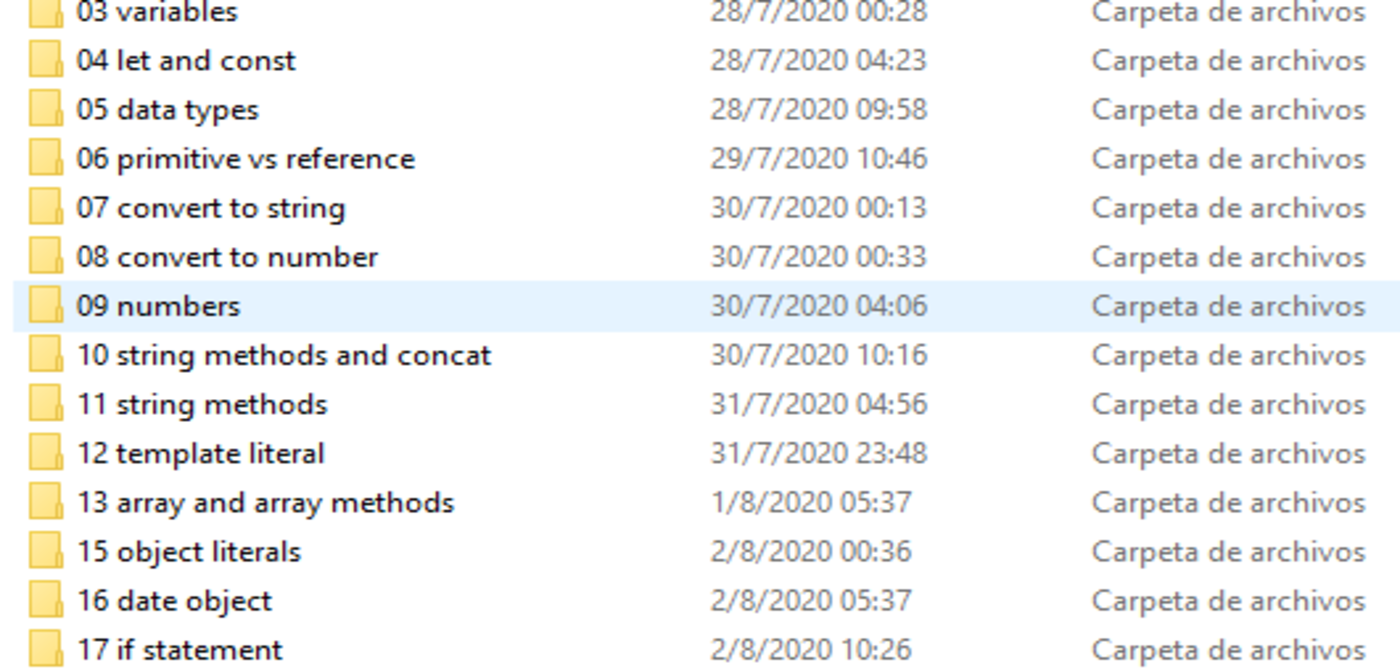 03 variables 28/7/2020 00:28 Carpeta de archivos
04 let and const 28/7/2020 04:23 Carpeta de archivos
05 data types 28/7/2020 09:58 Carpeta de archivos
06 primitive vs reference 29/7/2020 10:46 Carpeta de archivos
07 convert to string 30/7/2020 00:13 Carpeta de archivos
08 convert to number 30/7/2020 00:33 Carpeta de archivos
09 numbers 30/7/2020 04:06 Carpeta de archivos
10 string methods and concat 30/7/2020 10:16 Carpeta de archivos
11 string methods 31/7/2020 04:56 Carpeta de archivos
12 template literal 31/7/2020 23:48 Carpeta de archivos
13 array and array methods 1/8/2020 05:37 Carpeta de archivos
15 object literals 2/8/2020 00:36 Carpeta de archivos
16 date object 2/8/2020 05:37 Carpeta de archivos
17 if statement 2/8/2020 10:26 Carpeta de archivos